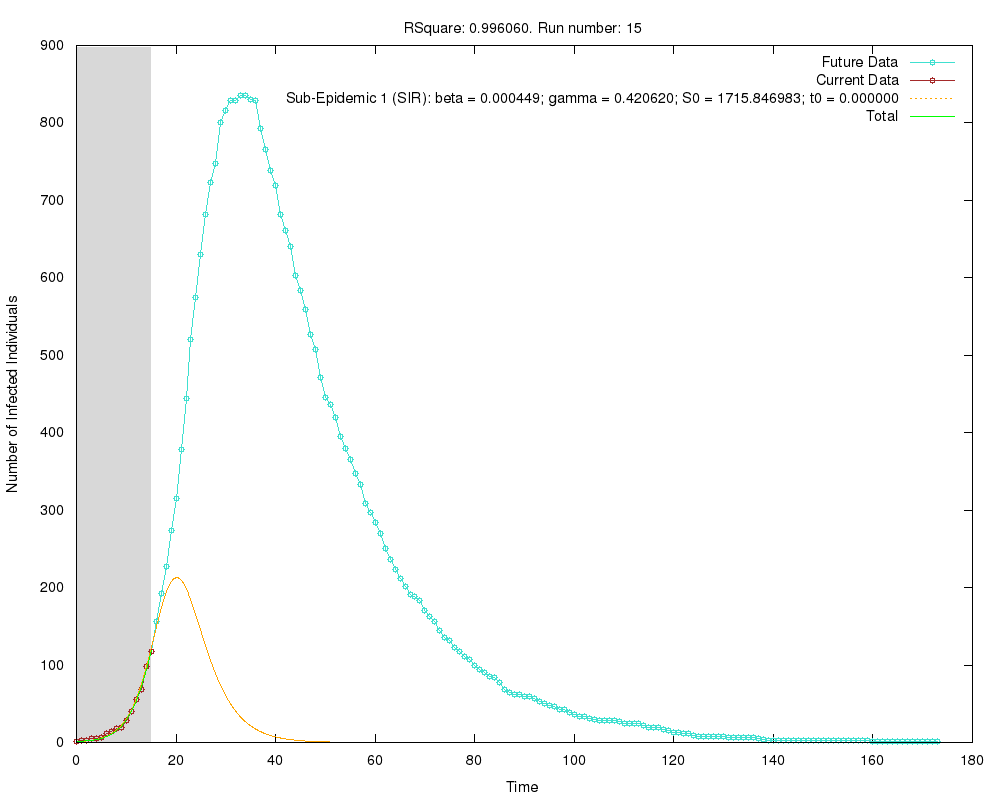 RSquare: 0.996060. Run number: 15
Future Data
Current Data
Sub-Epidemic 1 (SIR): beta = 0.000449; gamma = 0.420620; S0 = 1715.846983; t0 = 0.000000
Total
Number of Infected Individuals
900
800
700
600
500
400
300
200
100
0
0 20 40 60 80 100 120 140 160 180
Time